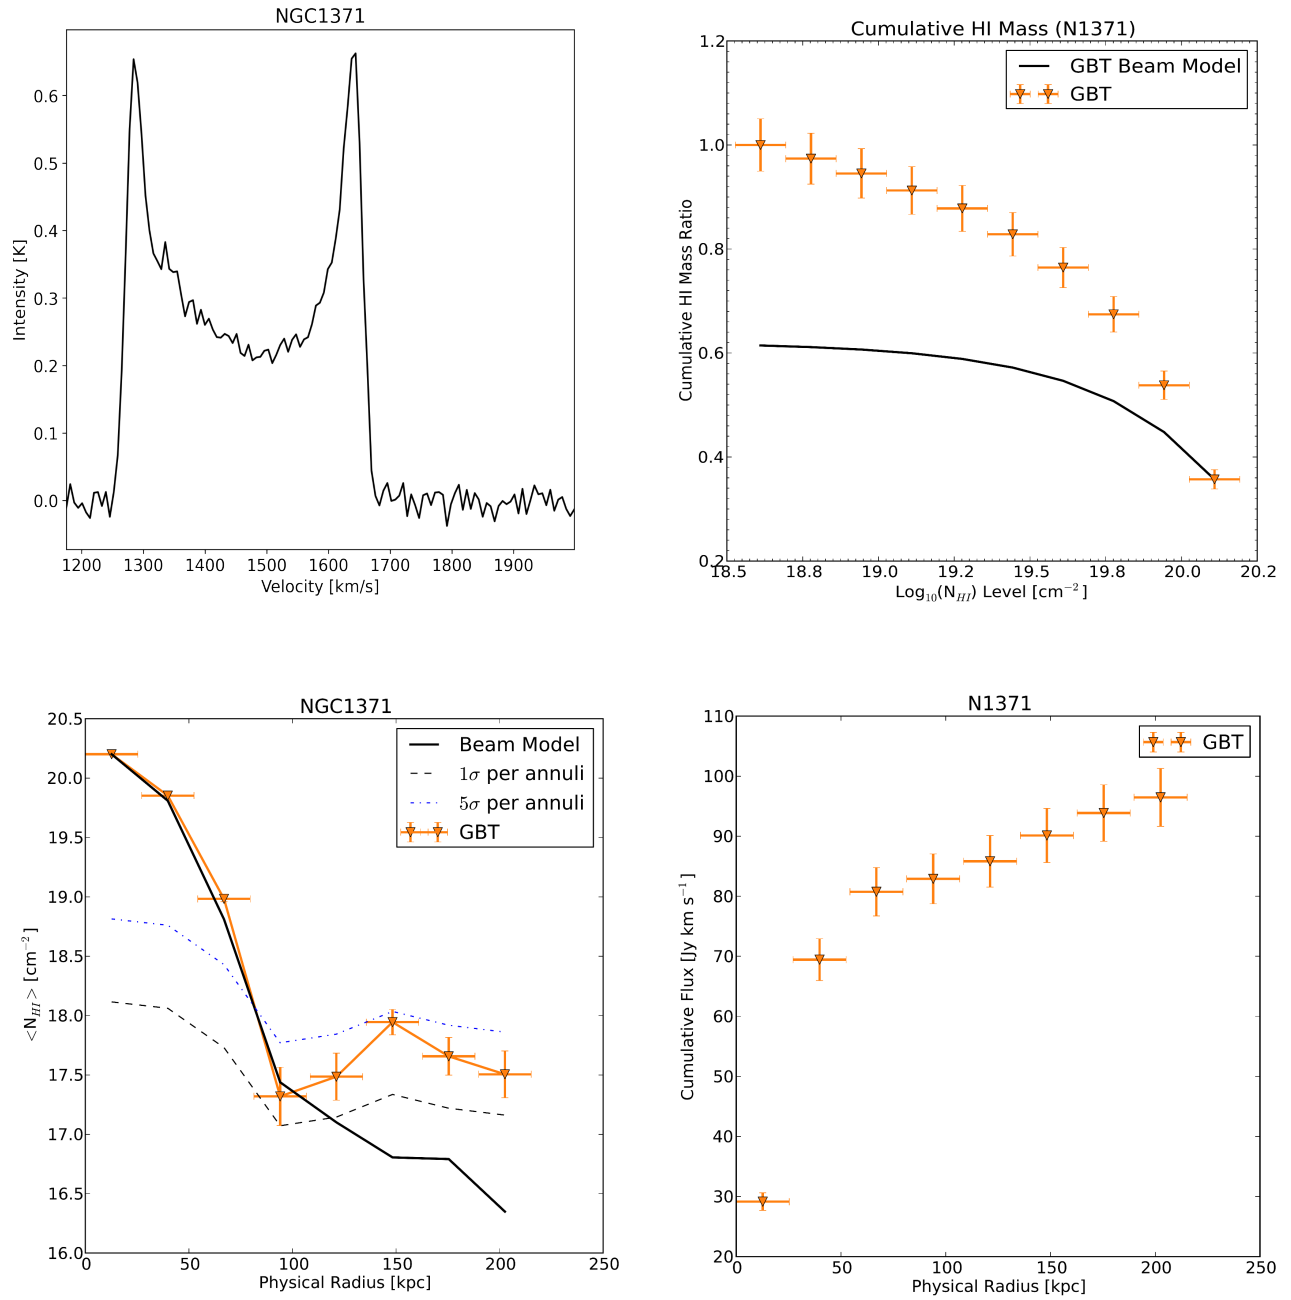 NGC1371
0.6
0.5
0.4
0.3
0.2
0.1
0.0
Intensity [K]
1200 1300 1400 1500 1600 1700 1800 1900
Velocity [km/s]
Cumulative HI Mass (N1371)
GBT Beam Model
GBT
1.2
1.0
0.8
0.6
0.4
0.2
Cumulative HI Mass Ratio
18.5 18.8 19.0 19.2 19.5 19.8 20.0 20.2
Log₁₀(N_HI) Level [cm⁻²]
NGC1371
Beam Model
1σ per annuli
5σ per annuli
GBT
20.5
20.0
19.5
19.0
18.5
18.0
17.5
17.0
16.5
16.0
<N_HI> [cm⁻²]
0 50 100 150 200 250
Physical Radius [kpc]
N1371
GBT
110
100
90
80
70
60
50
40
30
20
Cumulative Flux [Jy km s⁻¹]
0 50 100 150 200 250
Physical Radius [kpc]